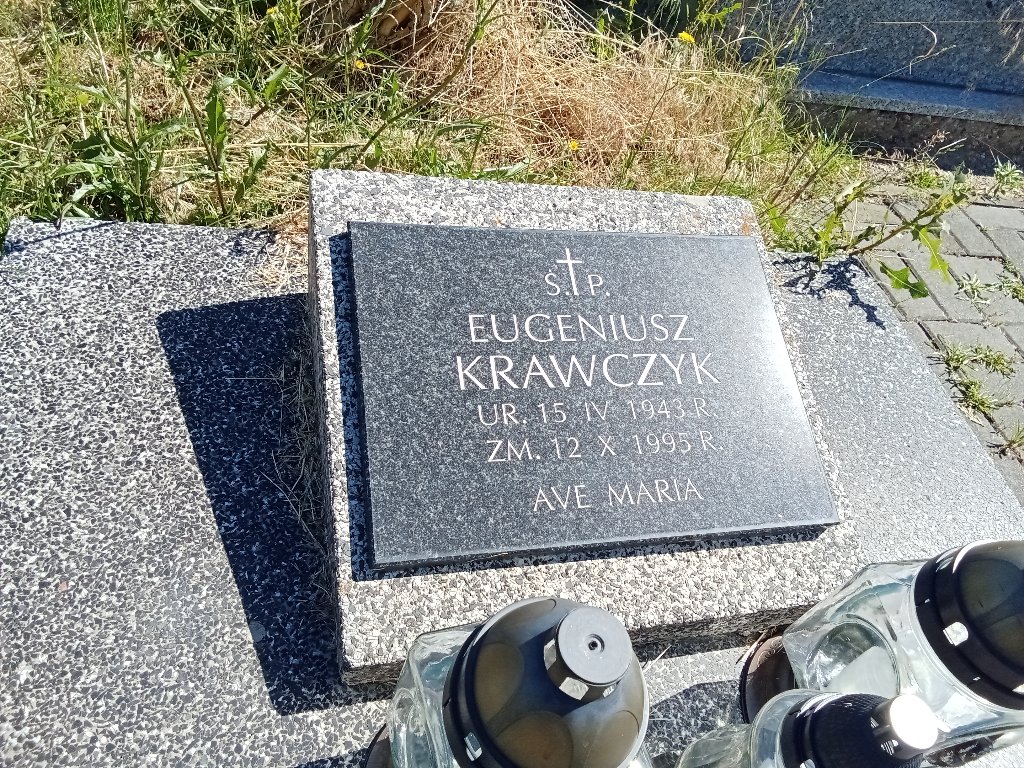 Ś.P.
EUGENIUSZ
KRAWCZYK
UR. 15 IV 1943 R.
ZM. 12 X 1995 R.
AVE MARIA